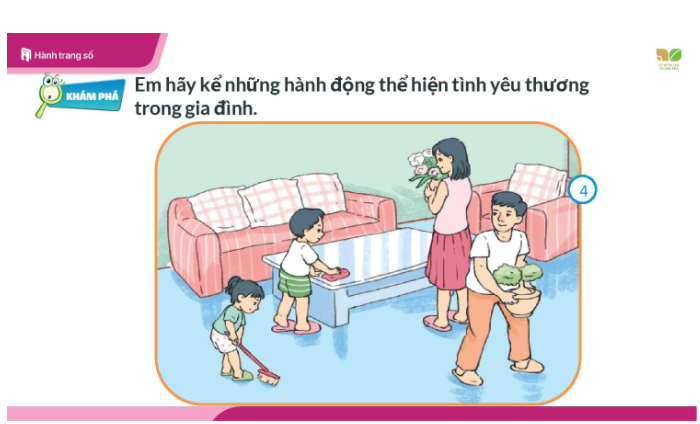 Hành trang số
KHÁM PHÁ
Em hãy kể những hành động thể hiện tình yêu thương
trong gia đình.
4